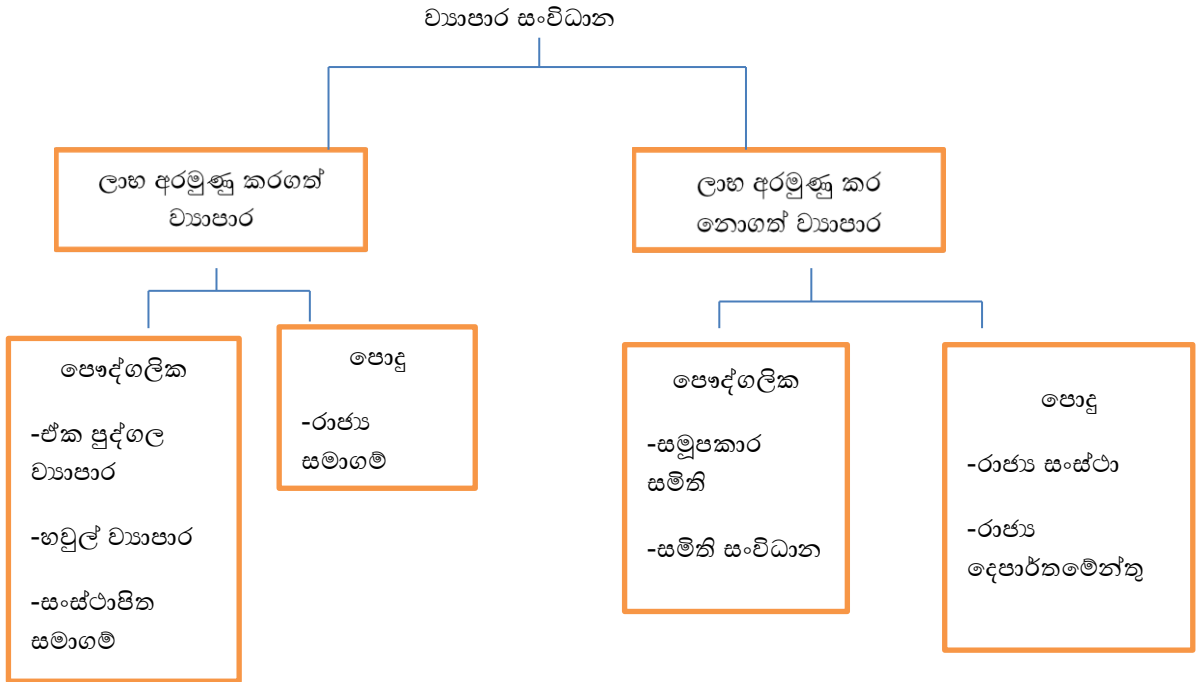 ව්‍යාපාර සංවිධාන
ලාභ අරමුණු කරගත්
ව්‍යාපාර
ලාභ අරමුණු කර
නොගත් ව්‍යාපාර
පෞද්ගලික
-ඒක පුද්ගල
ව්‍යාපාර
-හවුල් ව්‍යාපාර
-සංස්ථාපිත
සමාගම්
පොදු
-රාජ්‍ය
සමාගම්
පෞද්ගලික
-සමූපකාර
සමිති
-සමිති සංවිධාන
පොදු
-රාජ්‍ය සංස්ථා
-රාජ්‍ය
දෙපාර්තමේන්තු